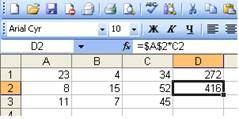 Arial Cyr 10 Ж К
D2 fx =$A$2*C2
A B C D
1 23 4 34 272
2 8 15 52 416
3 11 7 45